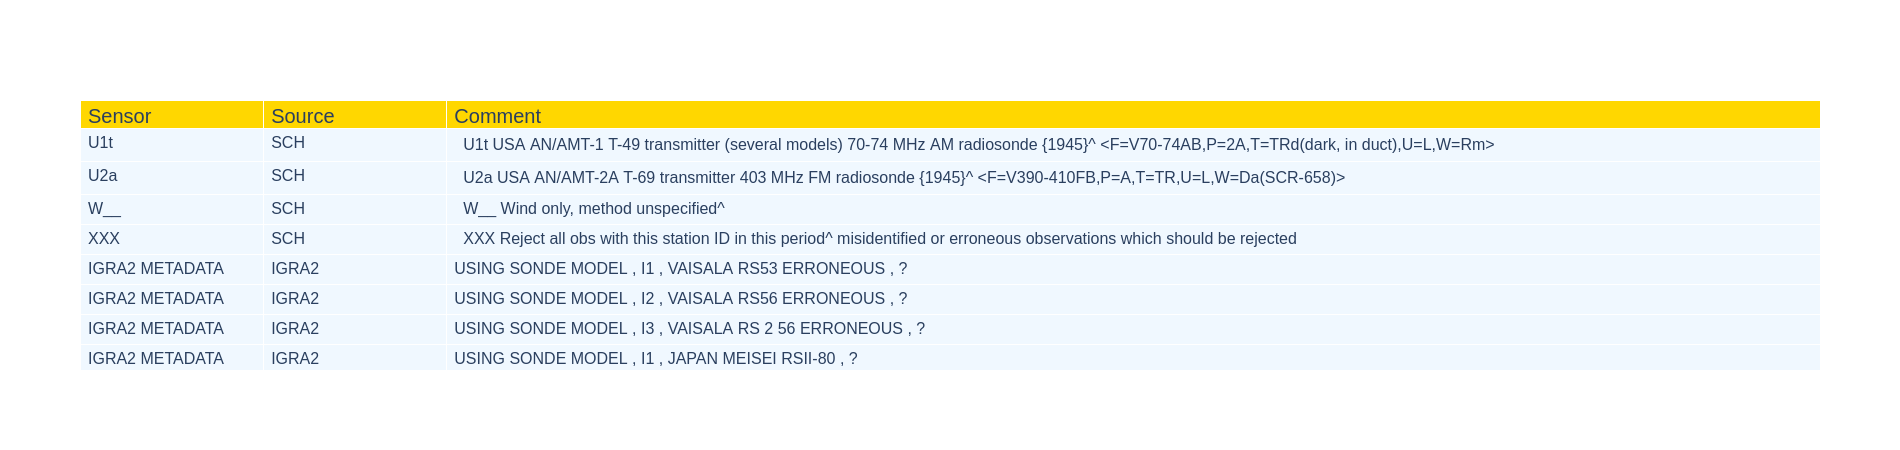 Sensor Source Comment
U1t SCH U1t USA AN/AMT-1 T-49 transmitter (several models) 70-74 MHz AM radiosonde {1945}^ <F=V70-74AB,P=2A,T=TRd(dark, in duct),U=L,W=Rm>
U2a SCH U2a USA AN/AMT-2A T-69 transmitter 403 MHz FM radiosonde {1945}^ <F=V390-410FB,P=A,T=TR,U=L,W=Da(SCR-658)>
W__ SCH W__ Wind only, method unspecified^
XXX SCH XXX Reject all obs with this station ID in this period^ misidentified or erroneous observations which should be rejected
IGRA2 METADATA IGRA2 USING SONDE MODEL , I1 , VAISALA RS53 ERRONEOUS , ?
IGRA2 METADATA IGRA2 USING SONDE MODEL , I2 , VAISALA RS56 ERRONEOUS , ?
IGRA2 METADATA IGRA2 USING SONDE MODEL , I3 , VAISALA RS 2 56 ERRONEOUS , ?
IGRA2 METADATA IGRA2 USING SONDE MODEL , I1 , JAPAN MEISEI RSII-80 , ?